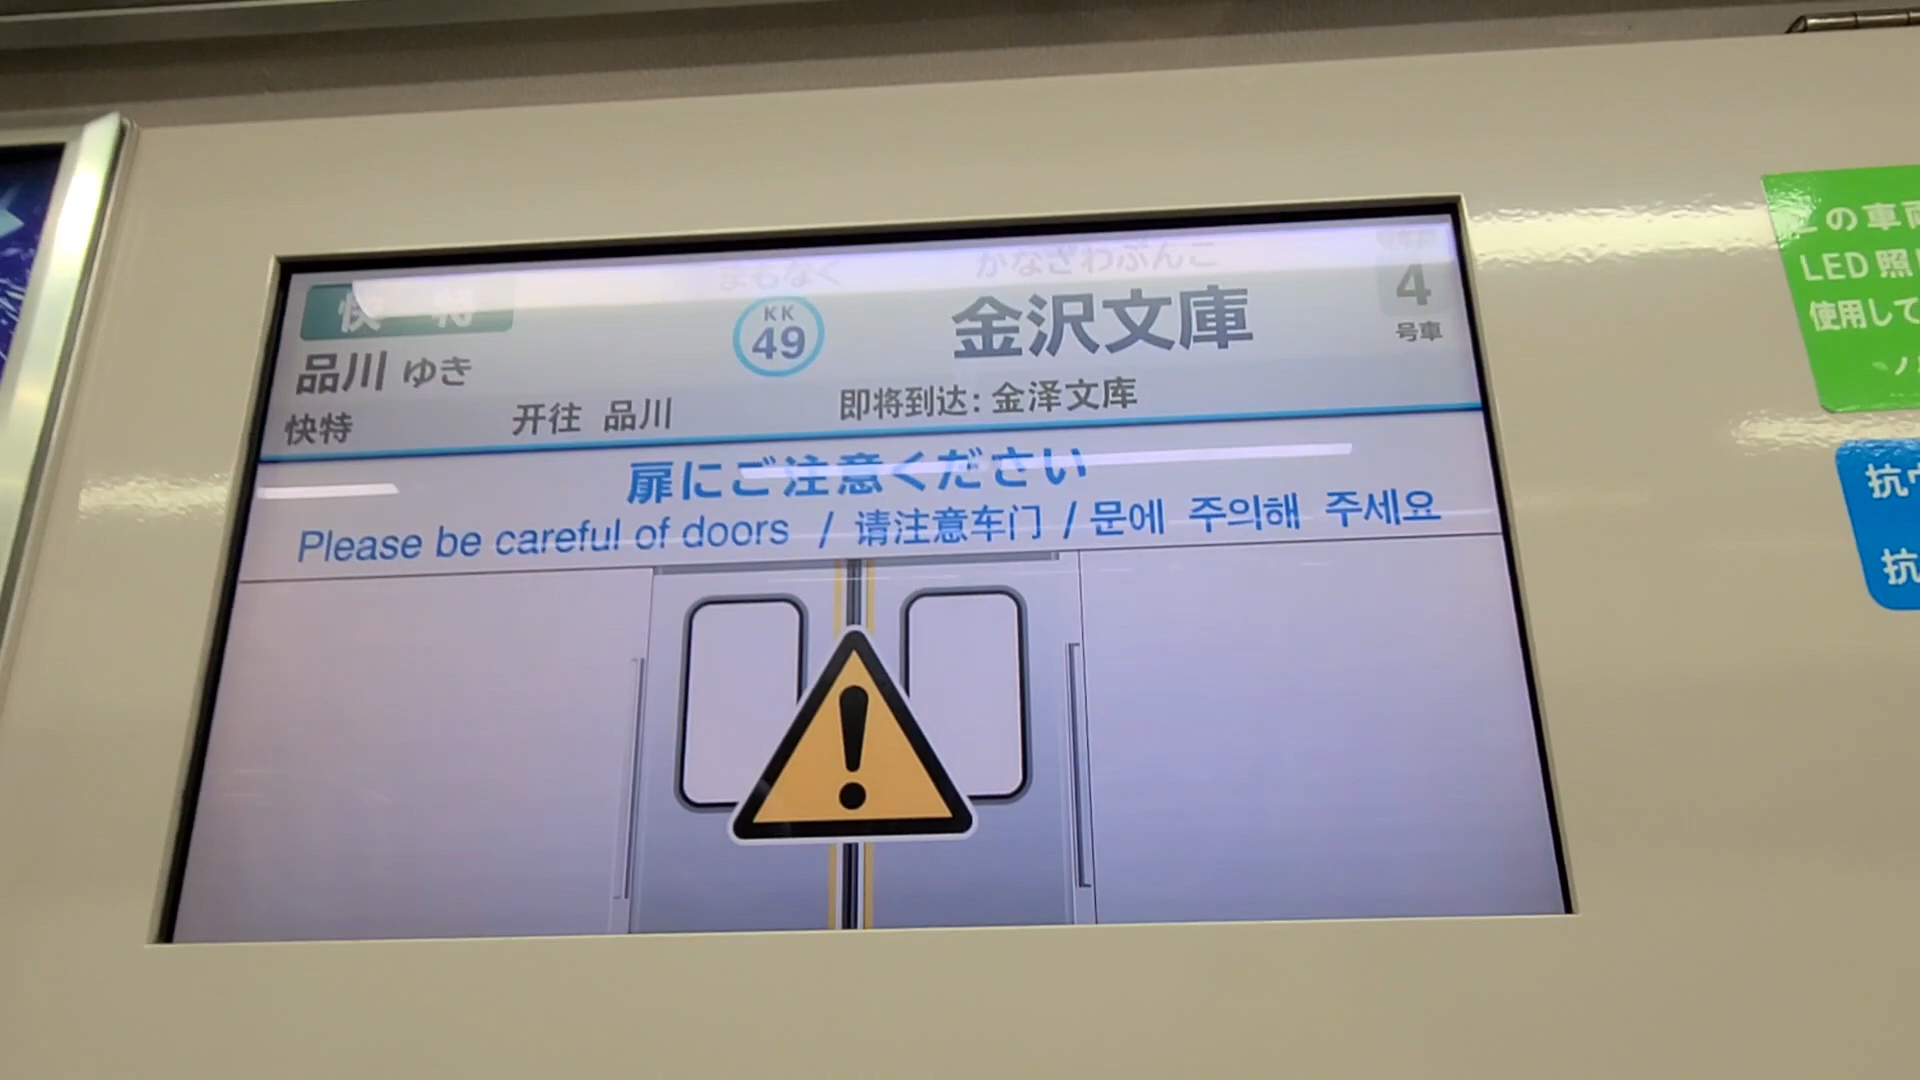 まもなく
かなざわぶんこ
快 特
KK
49
金沢文庫
4
号車
品川 ゆき
快特 开往 品川 即将到达: 金泽文库
扉にご注意ください
Please be careful of doors / 请注意车门 / 문에 주의해 주세요
この車両
LED 照
使用して
抗ウ
抗